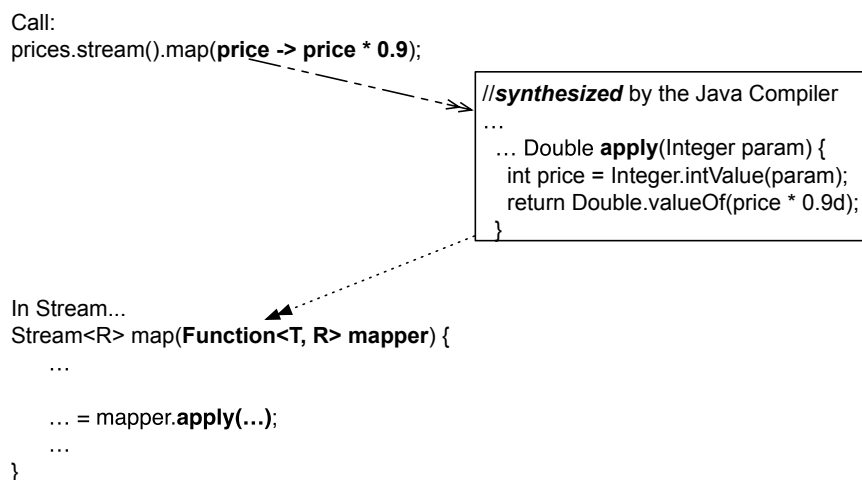 Call:
prices.stream().map(price -> price * 0.9);
//synthesized by the Java Compiler
…
… Double apply(Integer param) {
int price = Integer.intValue(param);
return Double.valueOf(price * 0.9d);
}
In Stream...
Stream<R> map(Function<T, R> mapper) {
…
… = mapper.apply(…);
…
}